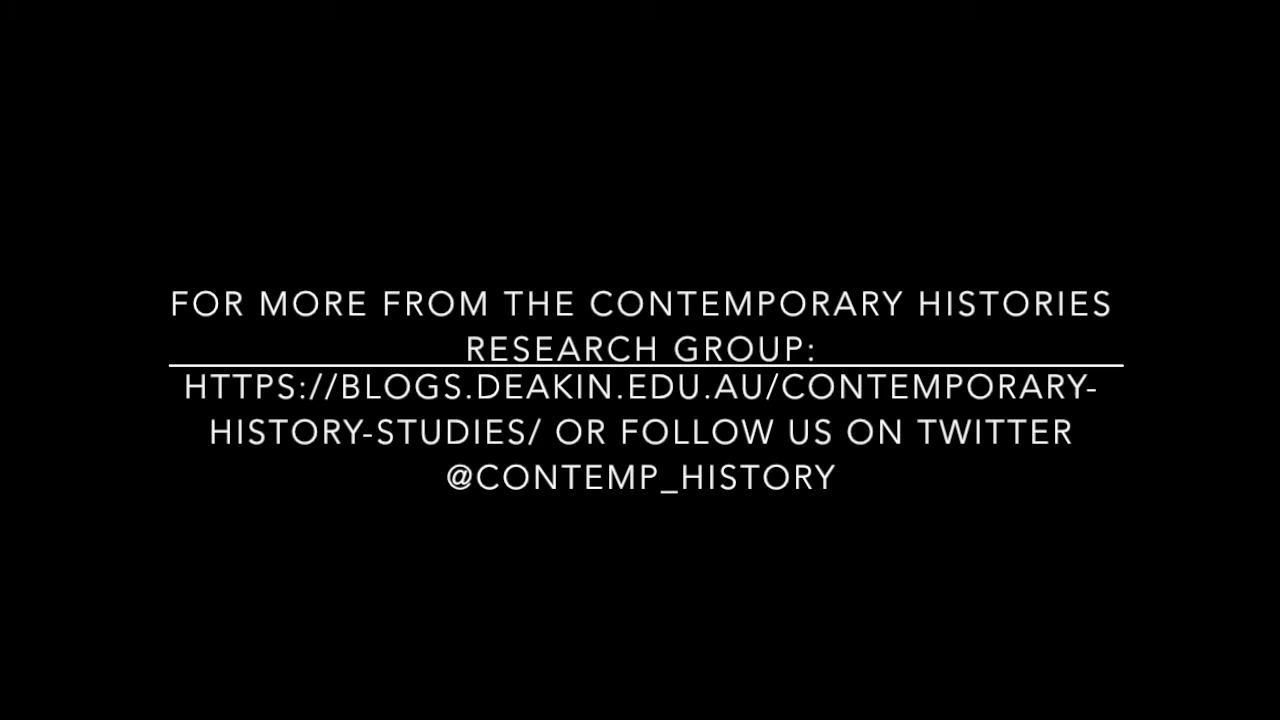 FOR MORE FROM THE CONTEMPORARY HISTORIES
RESEARCH GROUP:
HTTPS://BLOGS.DEAKIN.EDU.AU/CONTEMPORARY-
HISTORY-STUDIES/ OR FOLLOW US ON TWITTER
@CONTEMP_HISTORY